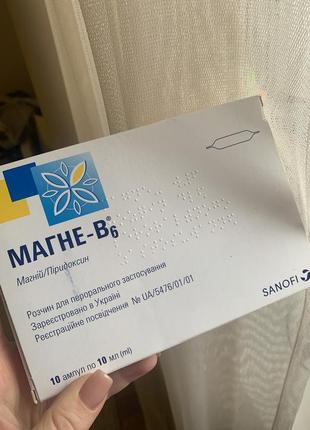 МАГНЕ-В6®
Магній/Піридоксин
Розчин для перорального застосування
Зареєстровано в Україні
Реєстраційне посвідчення № UA/5476/01/01
10 ампул по 10 мл (ml)
SANOFI